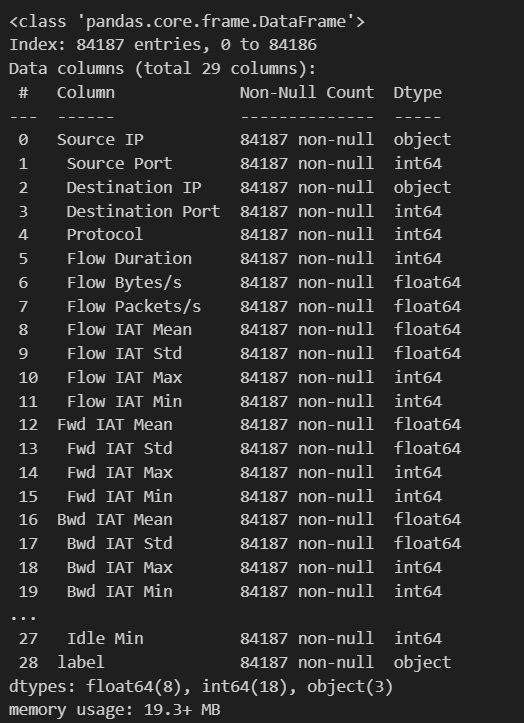 <class 'pandas.core.frame.DataFrame'>
Index: 84187 entries, 0 to 84186
Data columns (total 29 columns):
 #   Column             Non-Null Count  Dtype
---  ------             --------------  -----
 0   Source IP          84187 non-null  object
 1    Source Port       84187 non-null  int64
 2    Destination IP    84187 non-null  object
 3    Destination Port  84187 non-null  int64
 4    Protocol          84187 non-null  int64
 5    Flow Duration     84187 non-null  int64
 6    Flow Bytes/s      84187 non-null  float64
 7    Flow Packets/s    84187 non-null  float64
 8    Flow IAT Mean     84187 non-null  float64
 9    Flow IAT Std      84187 non-null  float64
 10   Flow IAT Max      84187 non-null  int64
 11   Flow IAT Min      84187 non-null  int64
 12  Fwd IAT Mean       84187 non-null  float64
 13   Fwd IAT Std       84187 non-null  float64
 14   Fwd IAT Max       84187 non-null  int64
 15   Fwd IAT Min       84187 non-null  int64
 16  Bwd IAT Mean       84187 non-null  float64
 17   Bwd IAT Std       84187 non-null  float64
 18   Bwd IAT Max       84187 non-null  int64
 19   Bwd IAT Min       84187 non-null  int64
...
 27   Idle Min          84187 non-null  int64
 28  label              84187 non-null  object
dtypes: float64(8), int64(18), object(3)
memory usage: 19.3+ MB